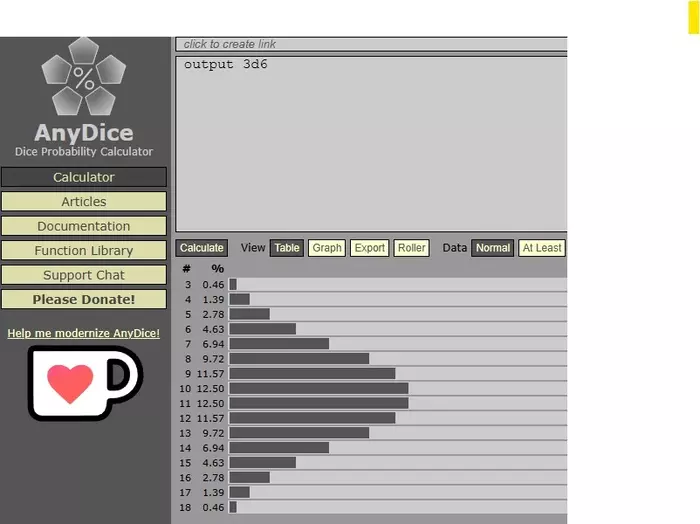 click to create link
output 3d6
%
AnyDice
Dice Probability Calculator
Calculator
Articles
Documentation
Function Library
Support Chat
Please Donate!
Help me modernize AnyDice!
Calculate View Table Graph Export Roller Data Normal At Least
# %
3 0.46
4 1.39
5 2.78
6 4.63
7 6.94
8 9.72
9 11.57
10 12.50
11 12.50
12 11.57
13 9.72
14 6.94
15 4.63
16 2.78
17 1.39
18 0.46